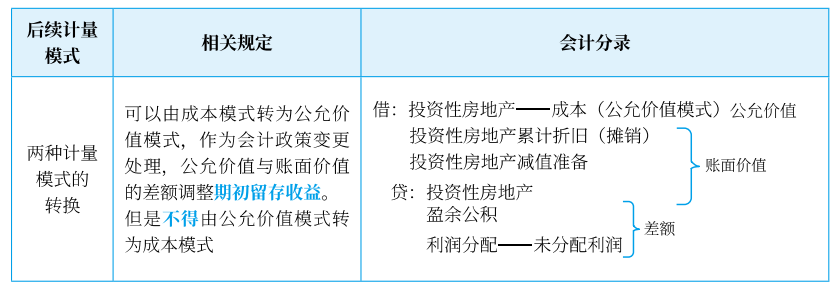 后续计量
模式
相关规定
会计分录
两种计量
模式的
转换
可以由成本模式转为公允价
值模式，作为会计政策变更
处理，公允价值与账面价值
的差额调整期初留存收益。
但是不得由公允价值模式转
为成本模式
借：投资性房地产——成本（公允价值模式）公允价值
投资性房地产累计折旧（摊销）
投资性房地产减值准备
账面价值
贷：投资性房地产
盈余公积
差额
利润分配——未分配利润